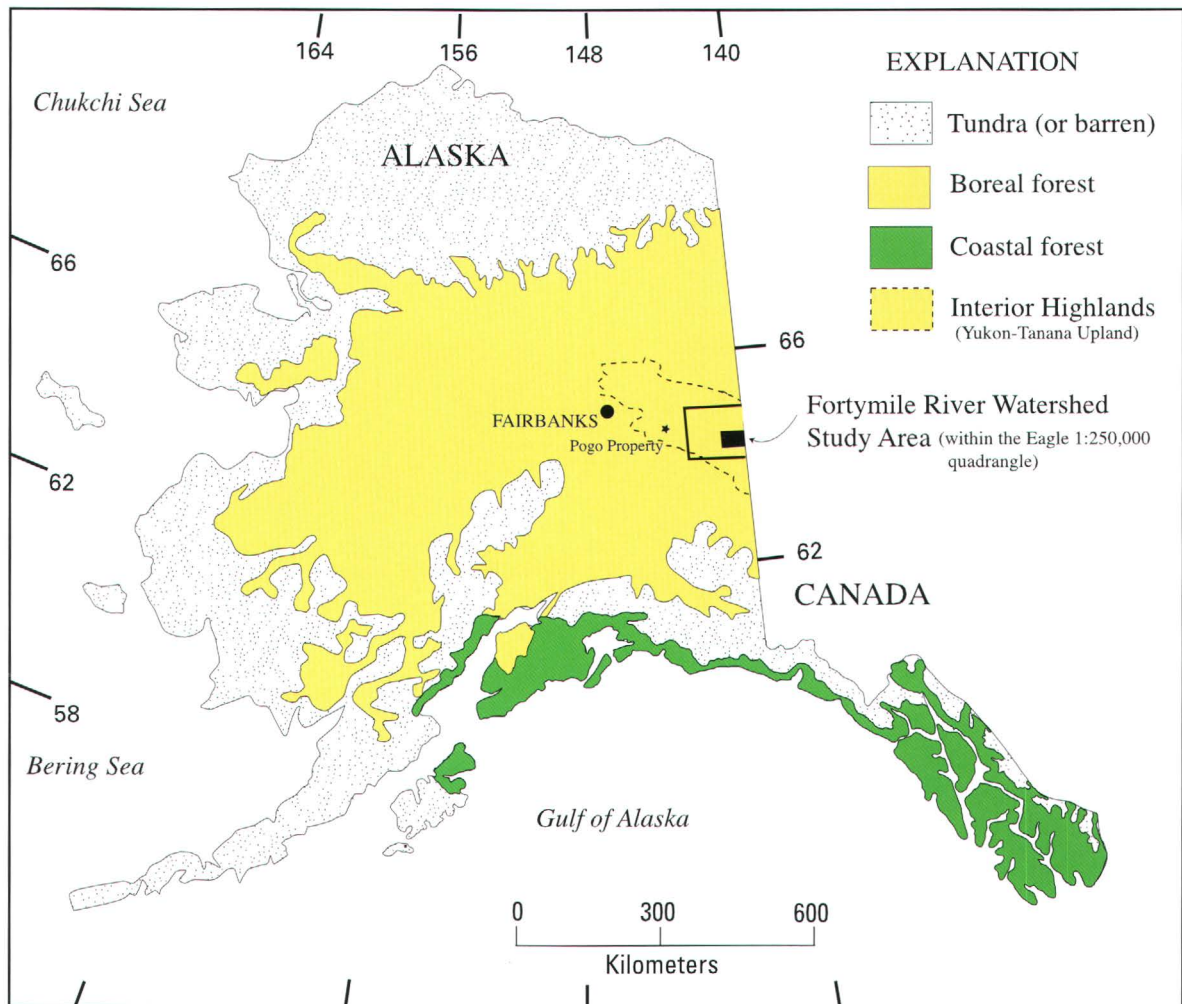 164
156
148
140
Chukchi Sea
ALASKA
EXPLANATION
Tundra (or barren)
Boreal forest
Coastal forest
Interior Highlands
(Yukon-Tanana Upland)
66
66
FAIRBANKS
Pogo Property
Fortymile River Watershed
Study Area (within the Eagle 1:250,000
quadrangle)
62
62
CANADA
58
Bering Sea
Gulf of Alaska
0 300 600
Kilometers